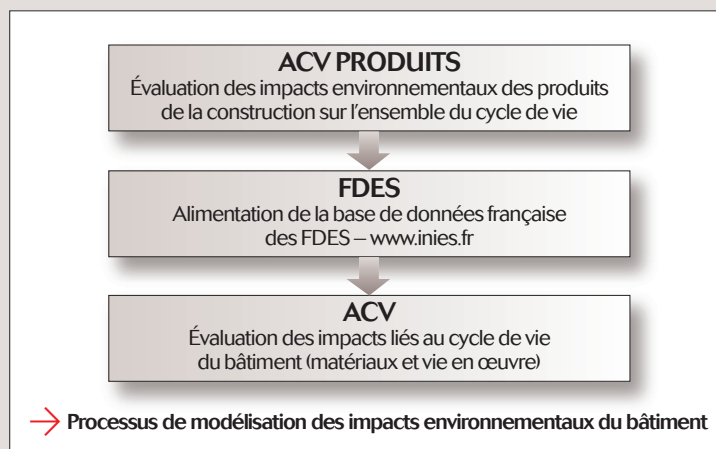 ACV PRODUITS
Évaluation des impacts environnementaux des produits
de la construction sur l’ensemble du cycle de vie
FDES
Alimentation de la base de données française
des FDES – www.inies.fr
ACV
Évaluation des impacts liés au cycle de vie
du bâtiment (matériaux et vie en œuvre)
→ Processus de modélisation des impacts environnementaux du bâtiment